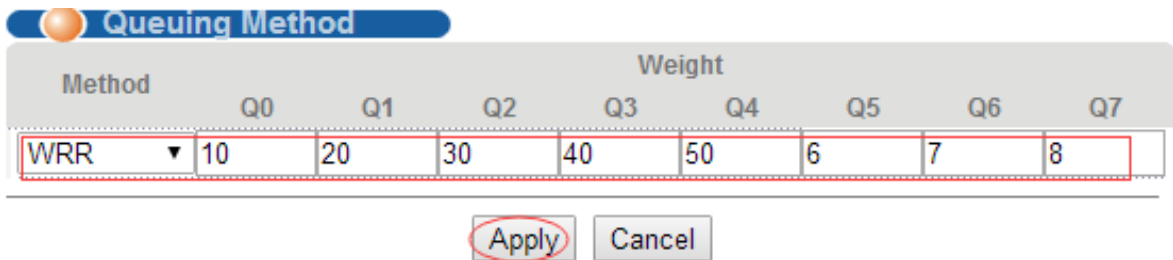 Queuing Method
Method Weight
Q0 Q1 Q2 Q3 Q4 Q5 Q6 Q7
WRR 10 20 30 40 50 6 7 8
Apply Cancel